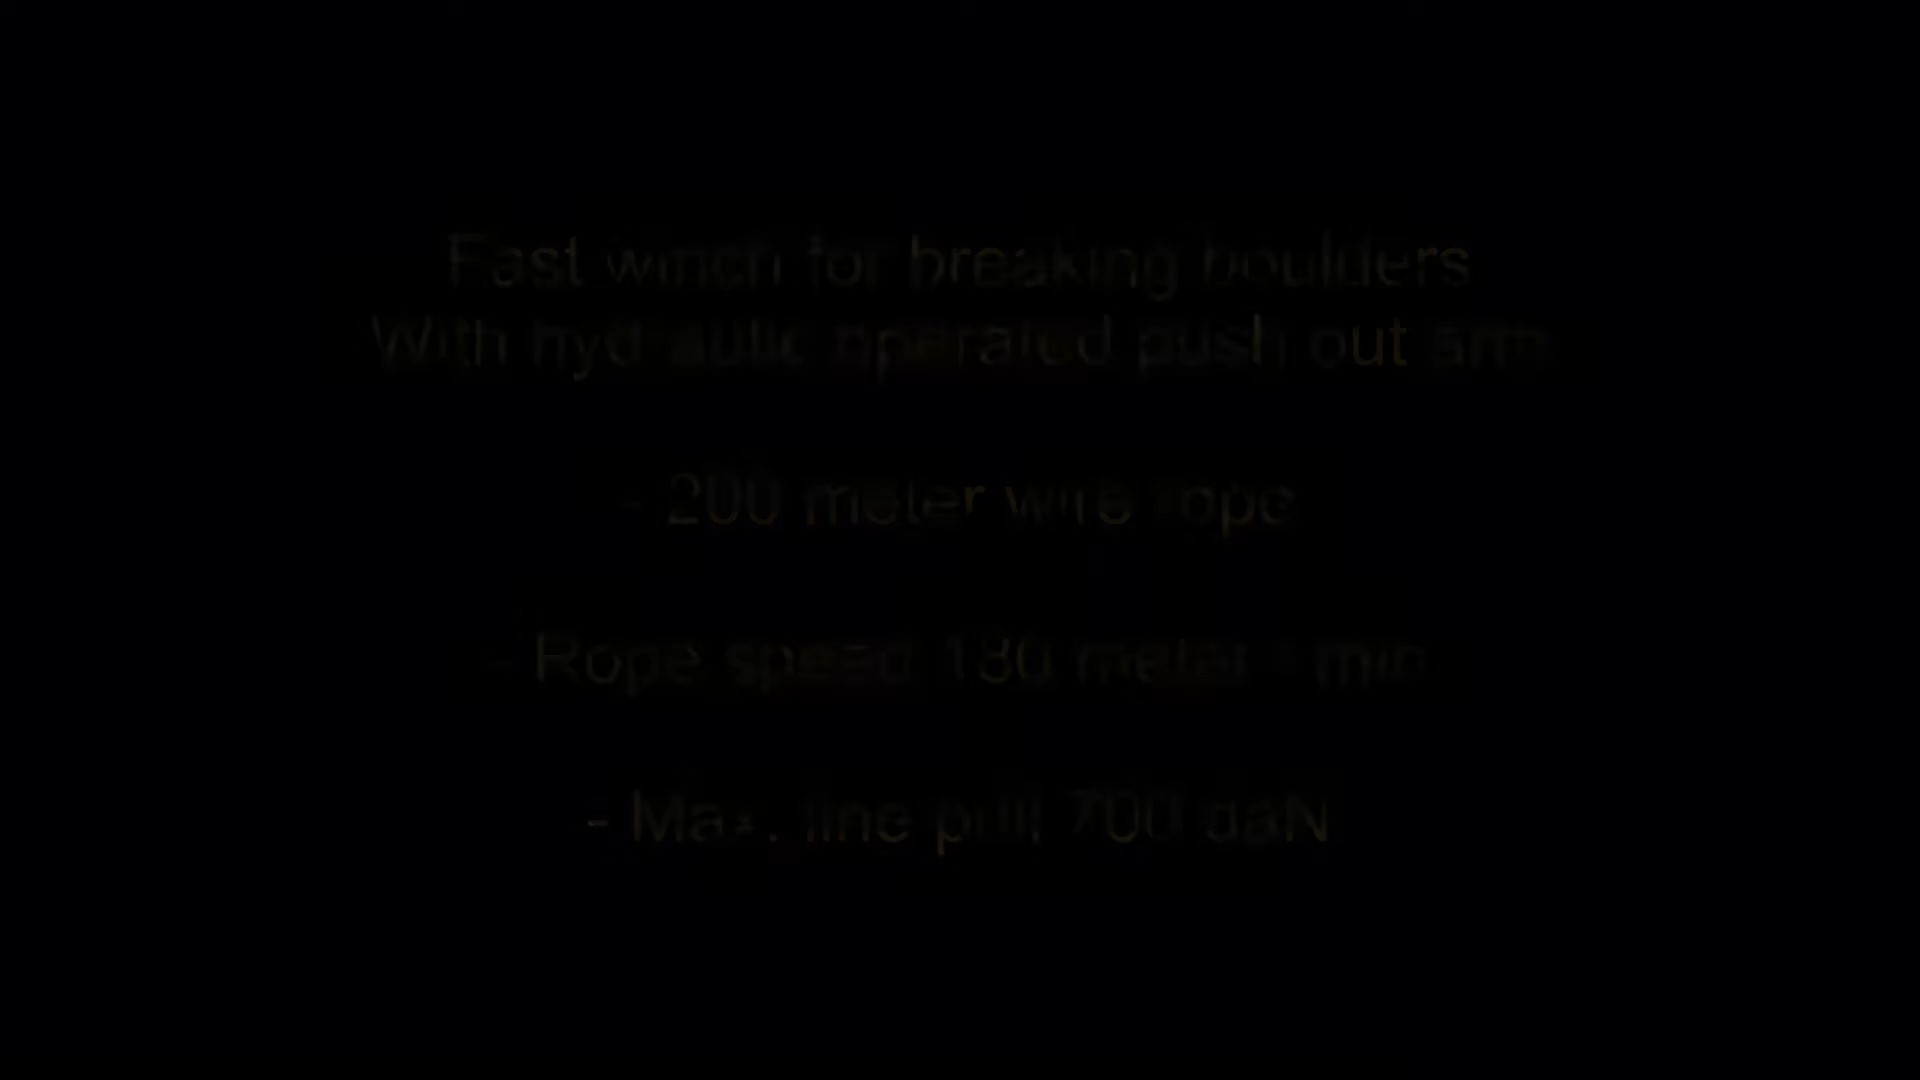 Fast winch for breaking boulders
With hydraulic operated push out arm
- 200 meter wire rope
- Rope speed 180 meter / min
- Max. line pull 700 daN